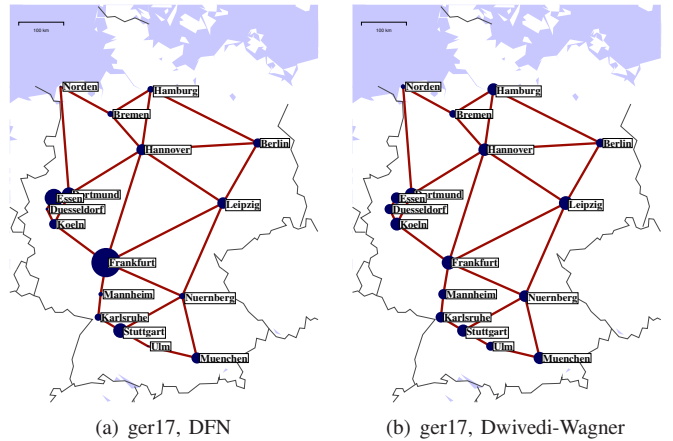 100 km
Norden
Hamburg
Bremen
Hannover
Berlin
Dortmund
Essen
Duesseldorf
Koeln
Leipzig
Frankfurt
Mannheim
Nuernberg
Karlsruhe
Stuttgart
Ulm
Muenchen
(a) ger17, DFN
100 km
Norden
Hamburg
Bremen
Hannover
Berlin
Dortmund
Essen
Duesseldorf
Koeln
Leipzig
Frankfurt
Mannheim
Nuernberg
Karlsruhe
Stuttgart
Ulm
Muenchen
(b) ger17, Dwivedi-Wagner